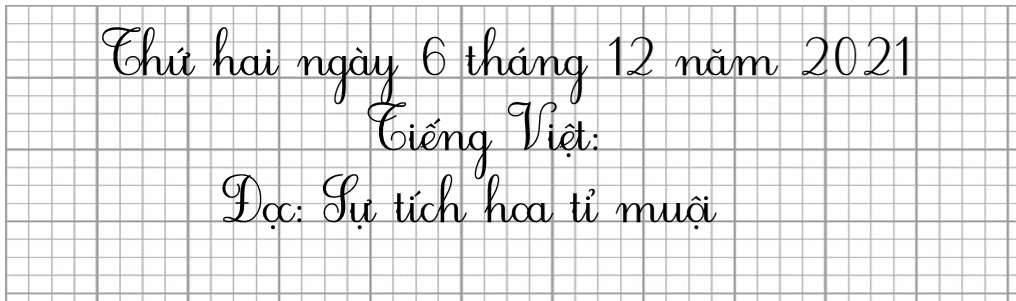 Thứ hai ngày 6 tháng 12 năm 2021
Tiếng Việt:
Đọc: Sự tích hoa tỉ muội